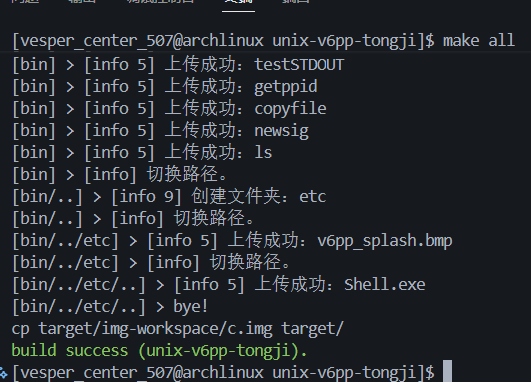 [vesper_center_507@archlinux unix-v6pp-tongji]$ make all
[bin] > [info 5] 上传成功：testSTDOUT
[bin] > [info 5] 上传成功：getppid
[bin] > [info 5] 上传成功：copyfile
[bin] > [info 5] 上传成功：newsig
[bin] > [info 5] 上传成功：ls
[bin] > [info] 切换路径。
[bin/..] > [info 9] 创建文件夹：etc
[bin/..] > [info] 切换路径。
[bin/../etc] > [info 5] 上传成功：v6pp_splash.bmp
[bin/../etc] > [info] 切换路径。
[bin/../etc/..] > [info 5] 上传成功：Shell.exe
[bin/../etc/..] > bye!
cp target/img-workspace/c.img target/
build success (unix-v6pp-tongji).
[vesper_center_507@archlinux unix-v6pp-tongji]$